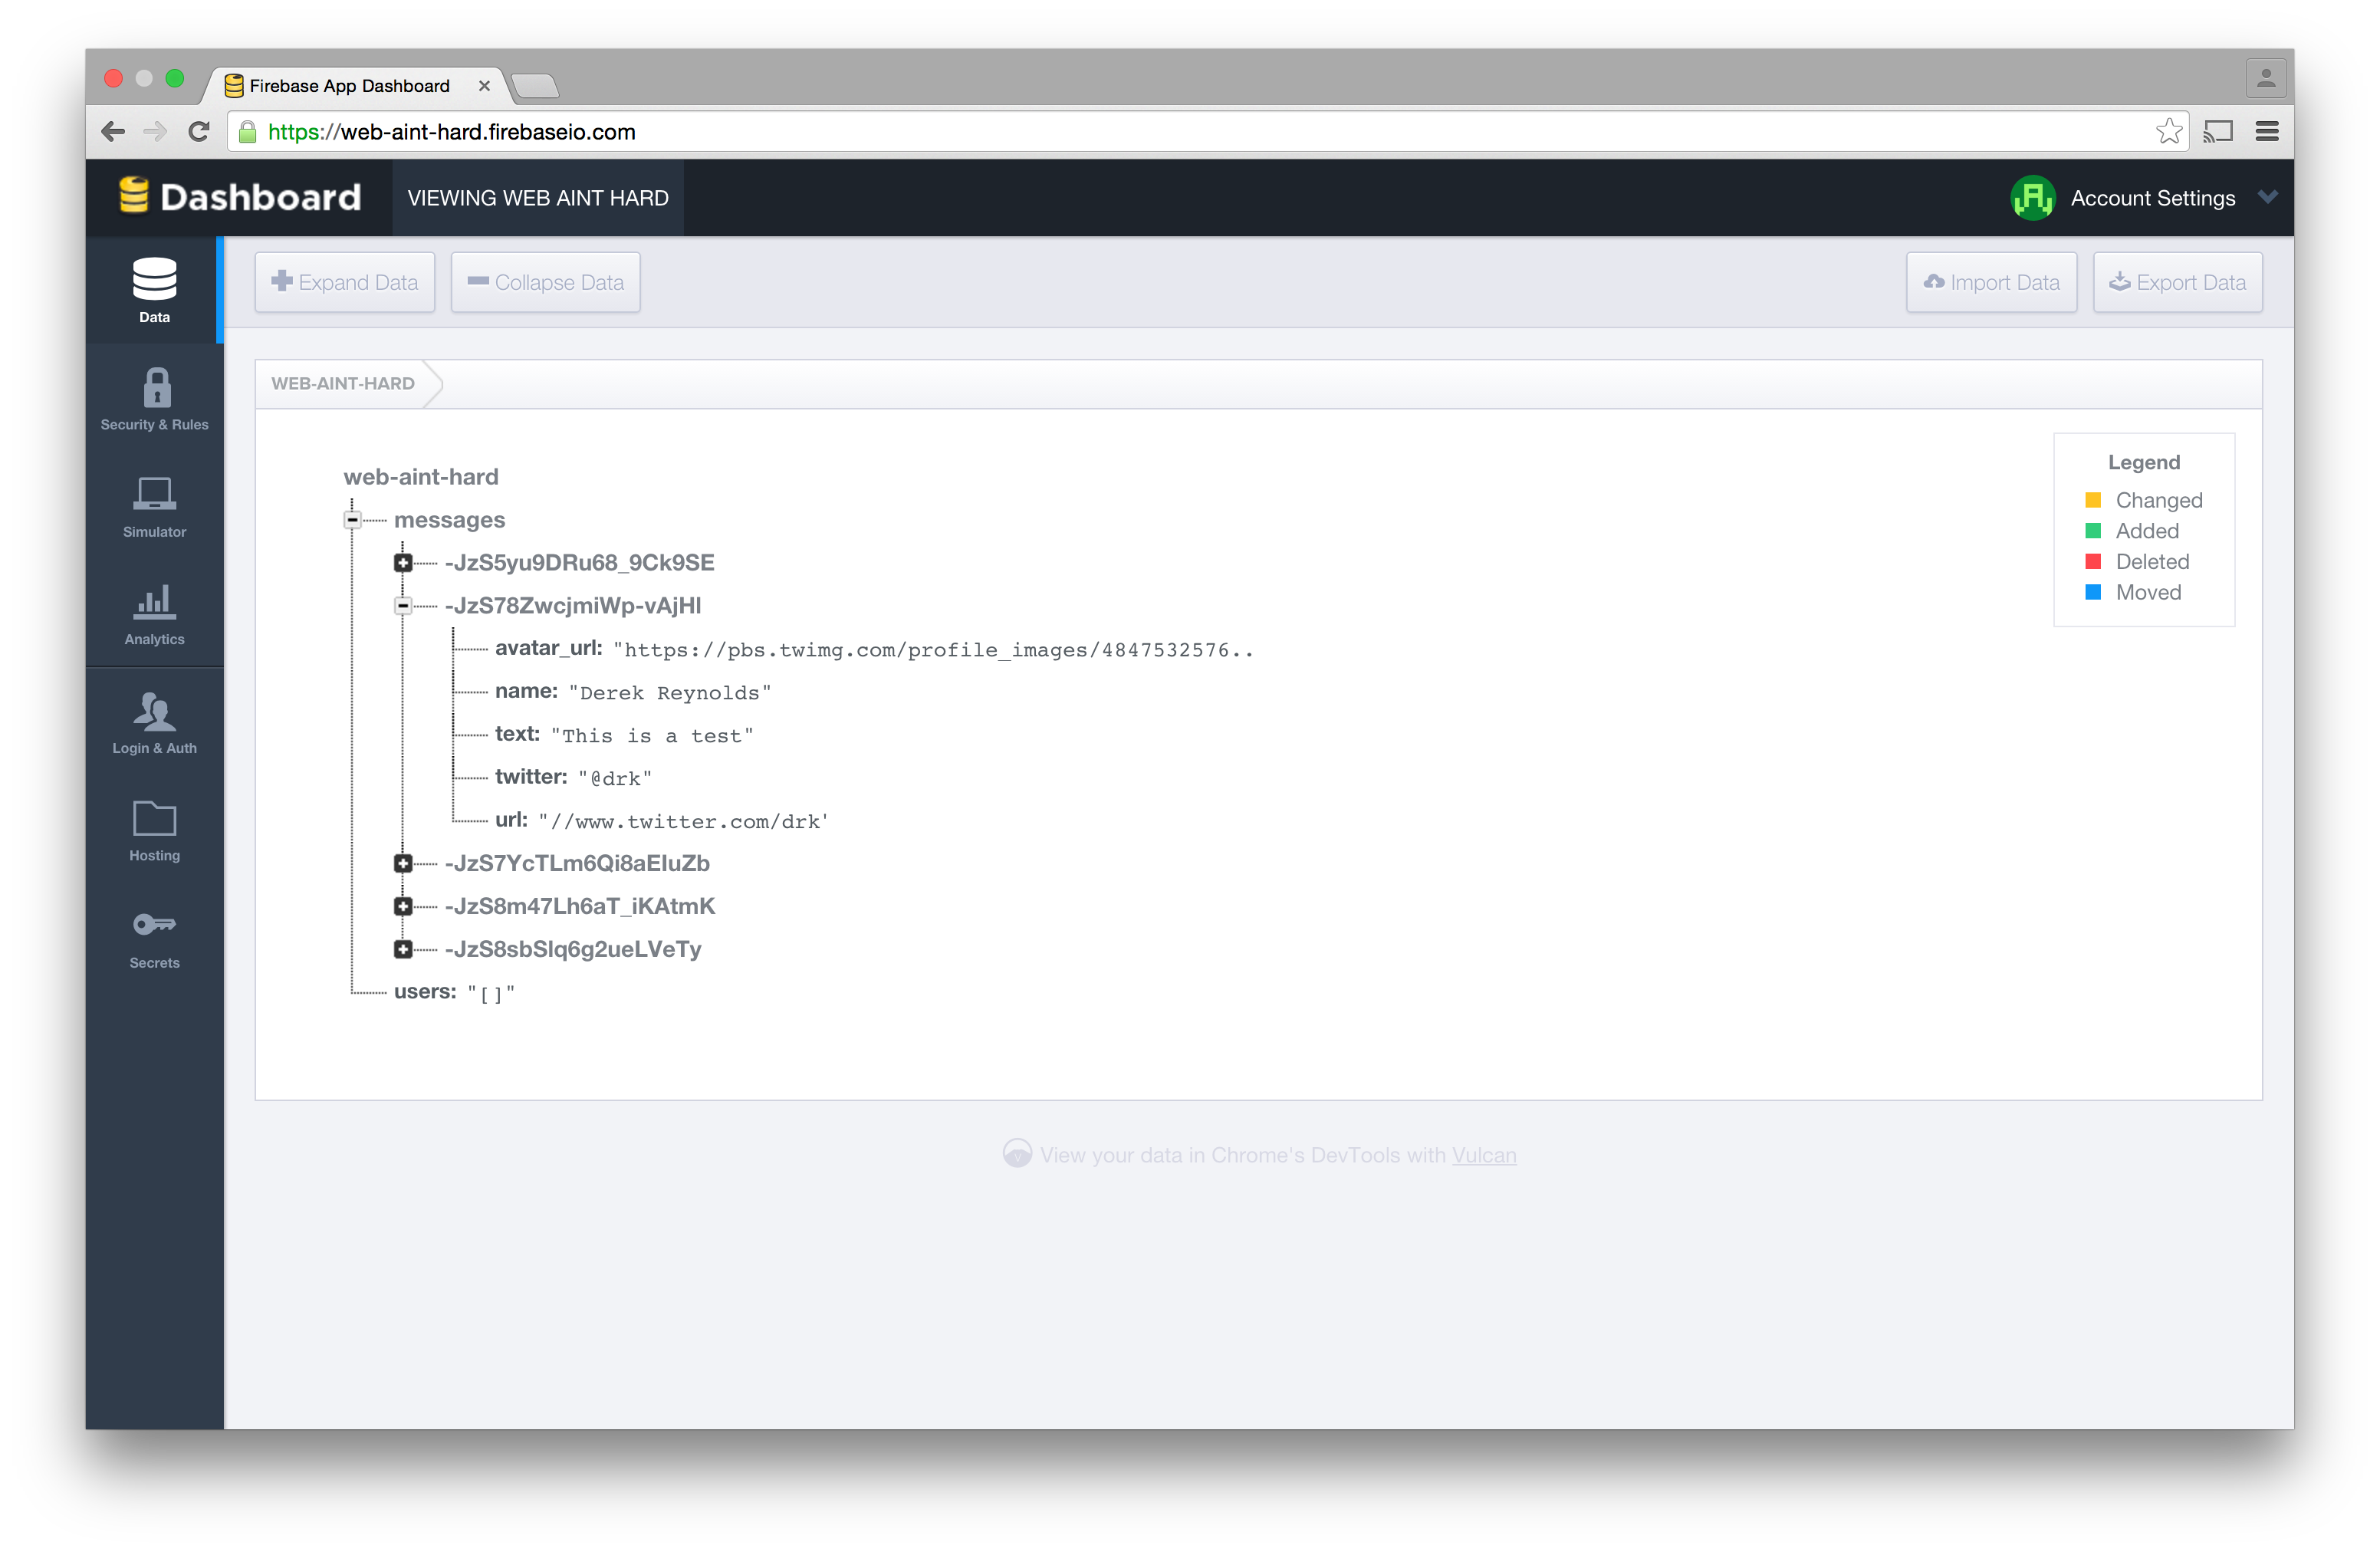 Firebase App Dashboard
https://web-aint-hard.firebaseio.com
Dashboard
VIEWING WEB AINT HARD
Account Settings
Data
Security & Rules
Simulator
Analytics
Login & Auth
Hosting
Secrets
Expand Data
Collapse Data
Import Data
Export Data
WEB-AINT-HARD
web-aint-hard
messages
-JzS5yu9DRu68_9Ck9SE
-JzS78ZwcjmiWp-vAjHl
avatar_url: "https://pbs.twimg.com/profile_images/4847532576..
name: "Derek Reynolds"
text: "This is a test"
twitter: "@drk"
url: "//www.twitter.com/drk'
-JzS7YcTLm6Qi8aEluZb
-JzS8m47Lh6aT_iKAtmK
-JzS8sbSlq6g2ueLVeTy
users: "[]"
Legend
Changed
Added
Deleted
Moved
View your data in Chrome's DevTools with Vulcan